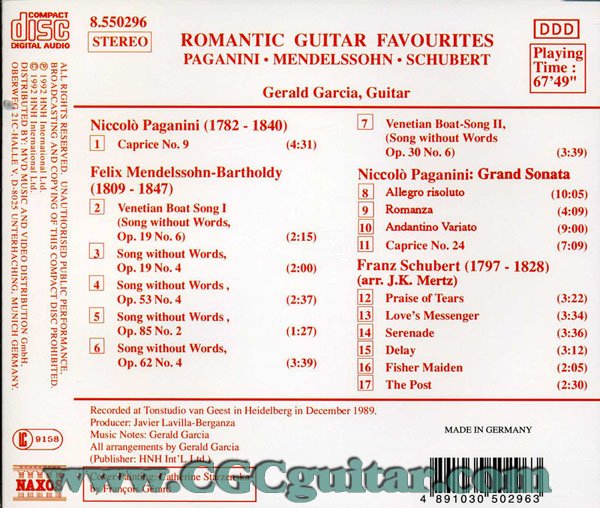 COMPACT
disc
DIGITAL AUDIO
8.550296
STEREO
ROMANTIC GUITAR FAVOURITES
PAGANINI · MENDELSSOHN · SCHUBERT
Gerald Garcia, Guitar
DDD
Playing
Time :
67'49"
ALL RIGHTS RESERVED. UNAUTHORISED PUBLIC PERFORMANCE,
BROADCASTING AND COPYING OF THIS COMPACT DISC PROHIBITED.
℗ 1992 HNH International Ltd.
© 1992 HNH International Ltd.
DISTRIBUTED BY: MVD MUSIC AND VIDEO DISTRIBUTION GmbH,
OBERWEG 21C-HALLE V, D-8025 UNTERHACHING, MUNICH GERMANY.
Niccolò Paganini (1782 - 1840)
1 Caprice No. 9 (4:31)
Felix Mendelssohn-Bartholdy
(1809 - 1847)
2 Venetian Boat Song I
(Song without Words,
Op. 19 No. 6) (2:15)
3 Song without Words,
Op. 19 No. 4 (2:00)
4 Song without Words ,
Op. 53 No. 4 (2:37)
5 Song without Words ,
Op. 85 No. 2 (1:27)
6 Song without Words,
Op. 62 No. 4 (3:39)
7 Venetian Boat-Song II,
(Song without Words
Op. 30 No. 6) (3:39)
Niccolò Paganini: Grand Sonata
8 Allegro risoluto (10:05)
9 Romanza (4:09)
10 Andantino Variato (9:00)
11 Caprice No. 24 (7:09)
Franz Schubert (1797 - 1828)
(arr. J.K. Mertz)
12 Praise of Tears (3:22)
13 Love's Messenger (3:34)
14 Serenade (3:36)
15 Delay (3:12)
16 Fisher Maiden (2:05)
17 The Post (2:30)
Recorded at Tonstudio van Geest in Heidelberg in December 1989.
Producer: Javier Lavilla-Berganza
Music Notes: Gerald Garcia
All arrangements by Gerald Garcia
(Publisher: HNH Int'L Ltd.)
Cover Painting: Catherine Starzenska
by François Gérard
LC 9158
NAXOS
MADE IN GERMANY
www.CGCguitar.com
4 891030 502963